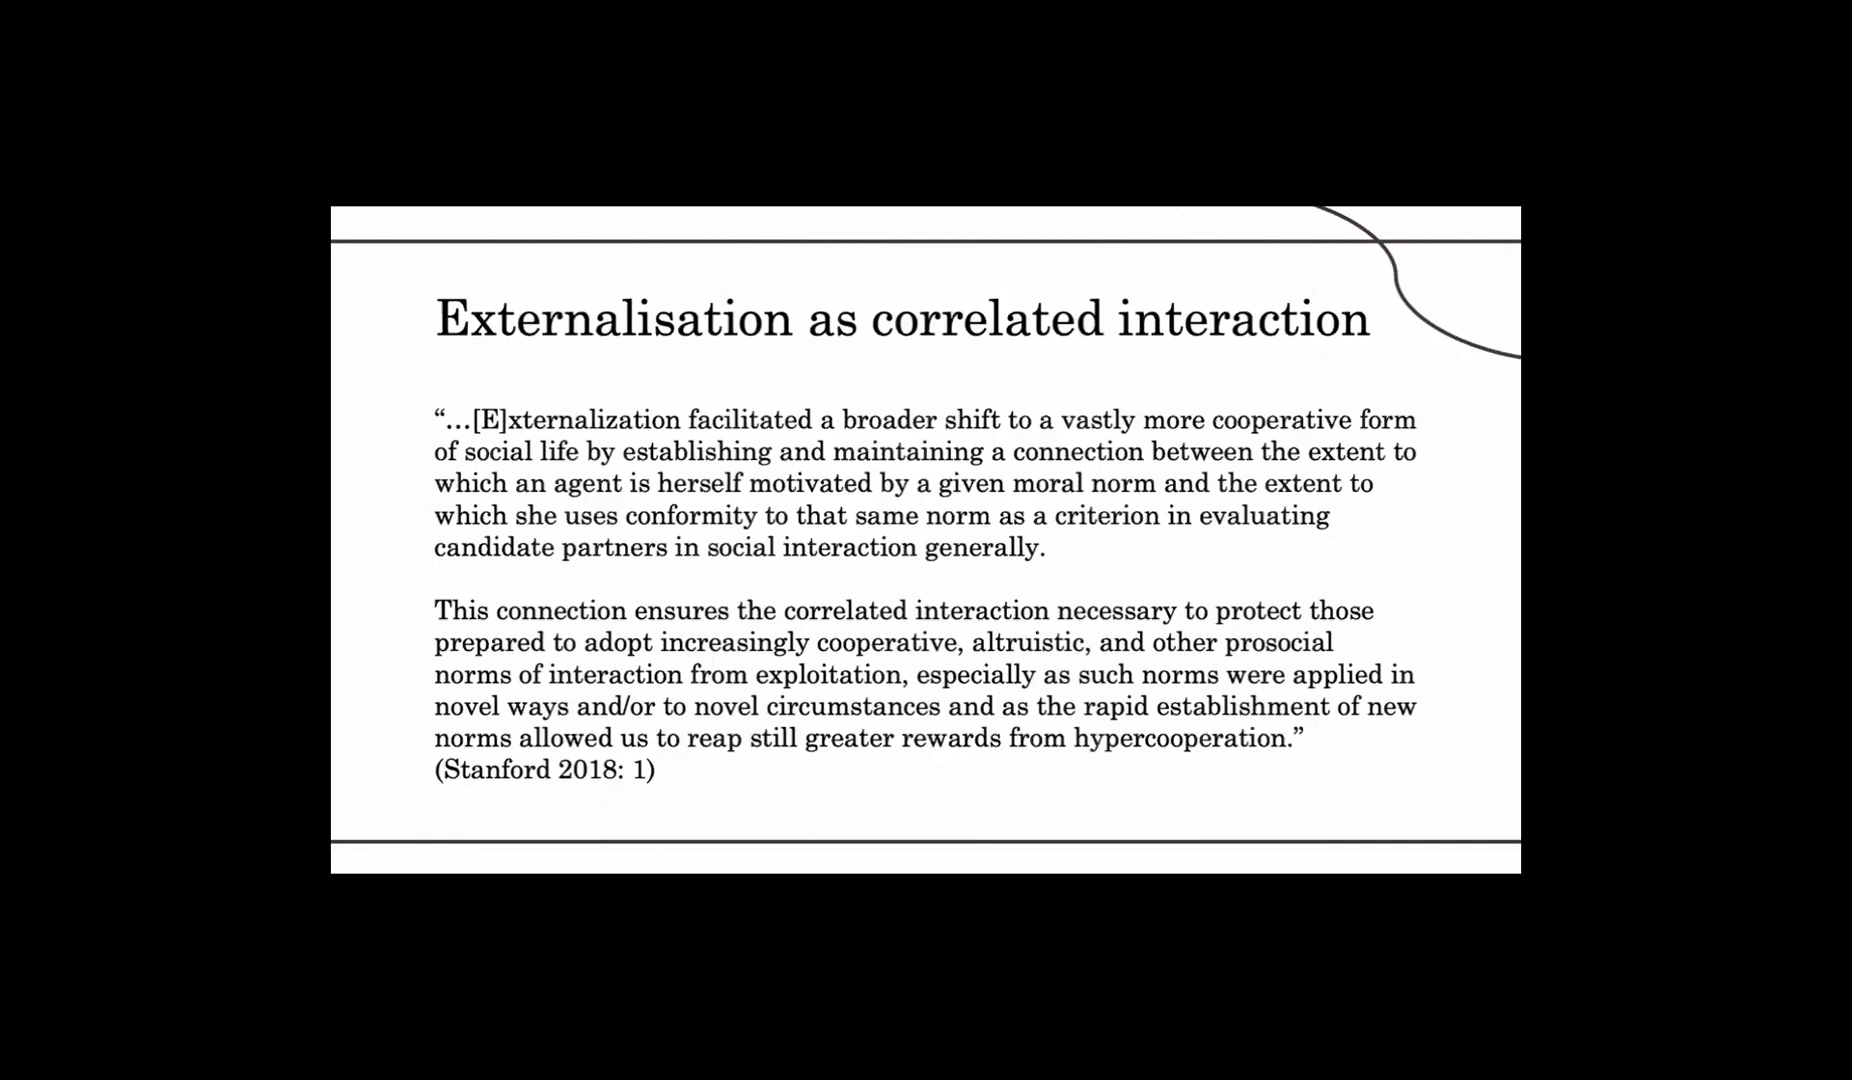 Externalisation as correlated interaction
“…[E]xternalization facilitated a broader shift to a vastly more cooperative form
of social life by establishing and maintaining a connection between the extent to
which an agent is herself motivated by a given moral norm and the extent to
which she uses conformity to that same norm as a criterion in evaluating
candidate partners in social interaction generally.
This connection ensures the correlated interaction necessary to protect those
prepared to adopt increasingly cooperative, altruistic, and other prosocial
norms of interaction from exploitation, especially as such norms were applied in
novel ways and/or to novel circumstances and as the rapid establishment of new
norms allowed us to reap still greater rewards from hypercooperation.”
(Stanford 2018: 1)